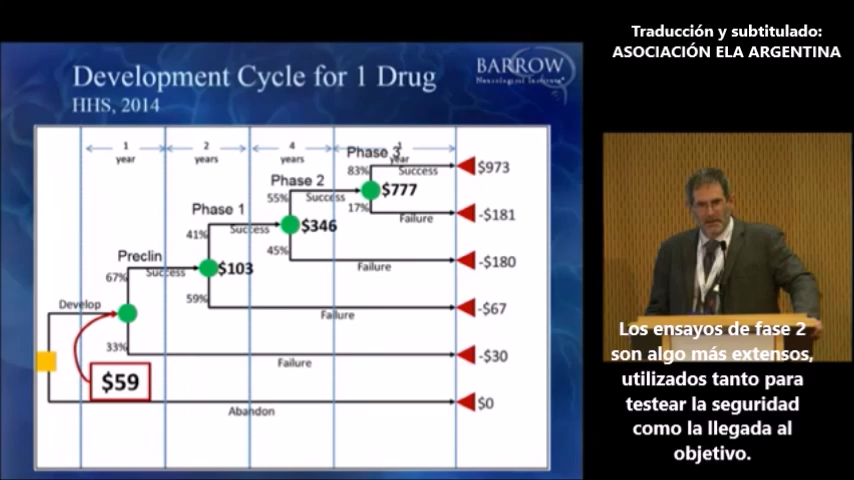 Development Cycle for 1 Drug
HHS, 2014
BARROW
Neurological Institute
Traducción y subtitulado:
ASOCIACIÓN ELA ARGENTINA
1 year
2 years
4 years
year
Phase 3
83%
Success
$973
$777
17%
Failure
-$181
Phase 2
55%
Success
$346
45%
Failure
-$180
Phase 1
41%
Success
$103
59%
Failure
-$67
Preclin
67%
Success
33%
Failure
-$30
Develop
$59
Abandon
$0
Los ensayos de fase 2
son algo más extensos,
utilizados tanto para
testear la seguridad
como la llegada al
objetivo.